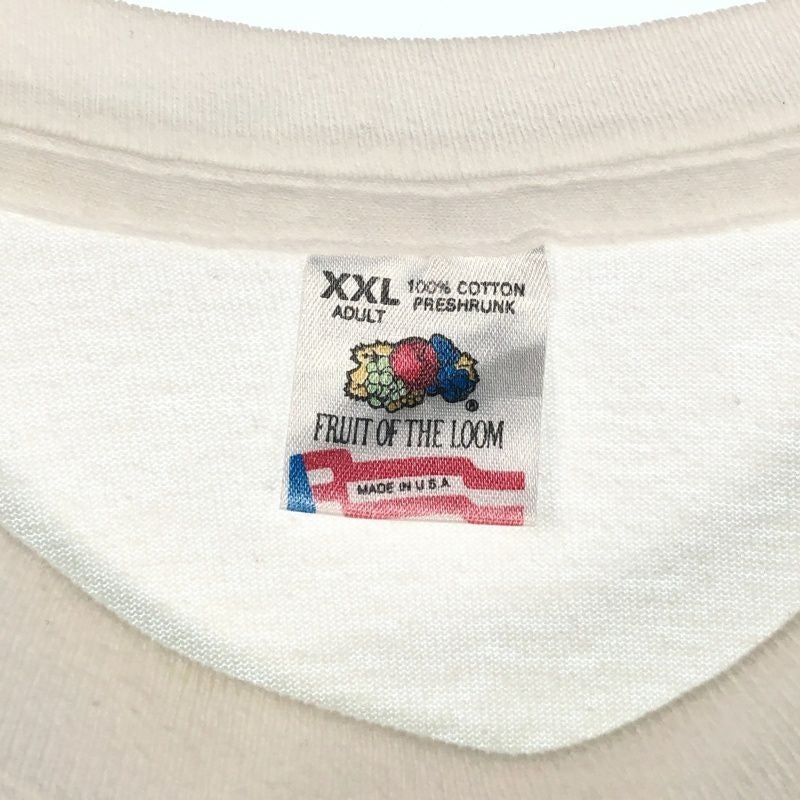 XXL 100% COTTON
ADULT PRESHRUNK
®
FRUIT OF THE LOOM
MADE IN U S A